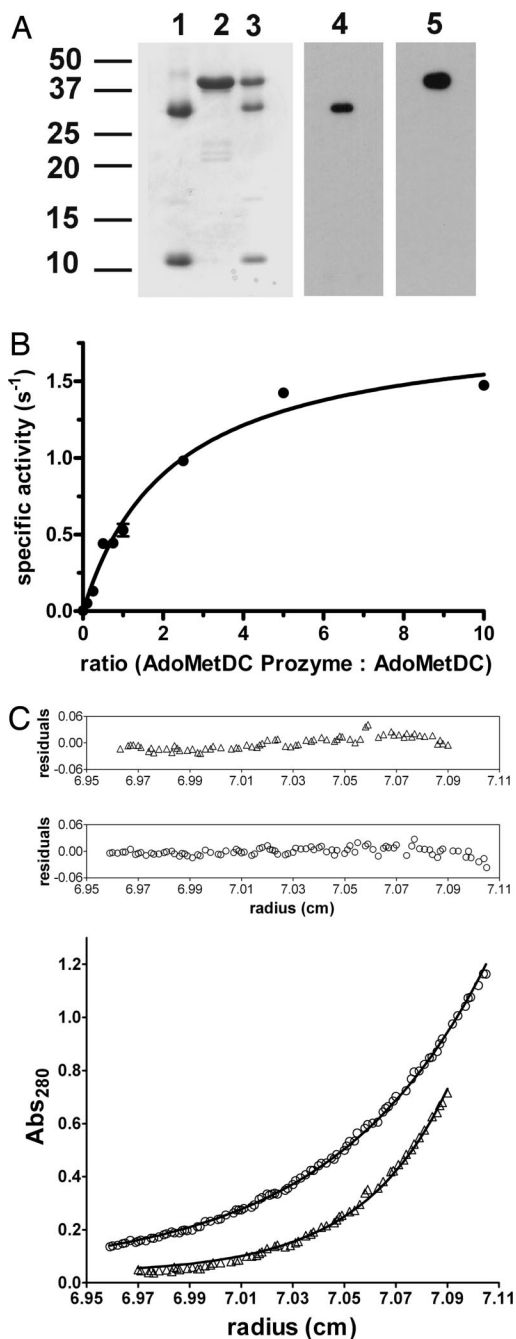 A
1 2 3 4 5
50
37
25
20
15
10
B
1.5
1.0
0.5
0.0
specific activity (s⁻¹)
0 2 4 6 8 10
ratio (AdoMetDC Prozyme : AdoMetDC)
C
0.06
0.00
-0.06
residuals
6.95 6.97 6.99 7.01 7.03 7.05 7.07 7.09 7.11
0.06
0.00
-0.06
residuals
6.95 6.97 6.99 7.01 7.03 7.05 7.07 7.09 7.11
radius (cm)
1.2
1.0
0.8
0.6
0.4
0.2
0.0
Abs₂₈₀
6.95 6.97 6.99 7.01 7.03 7.05 7.07 7.09 7.11
radius (cm)